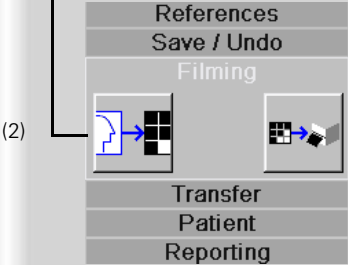 References
Save / Undo
Filming
(2)
Transfer
Patient
Reporting